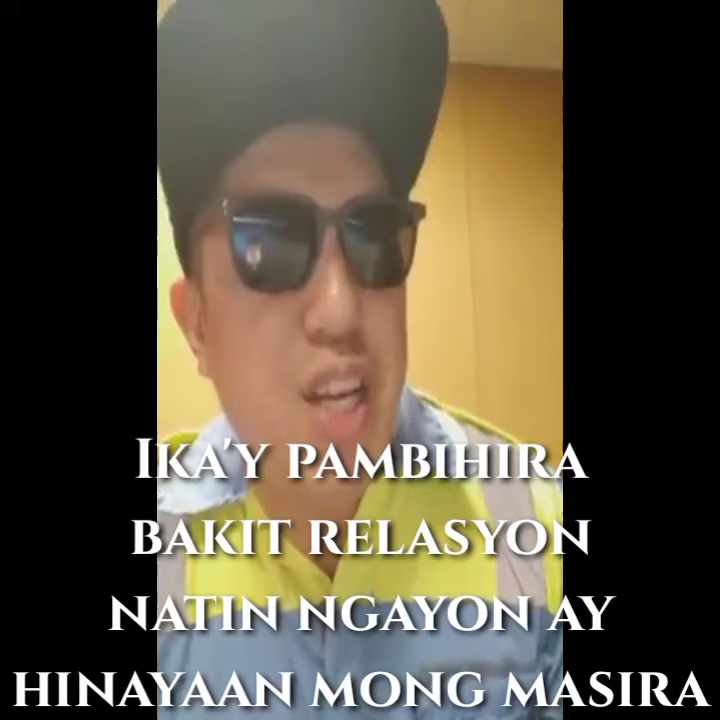 Ika'y pambihira
bakit relasyon
natin ngayon ay
hinayaan mong masira